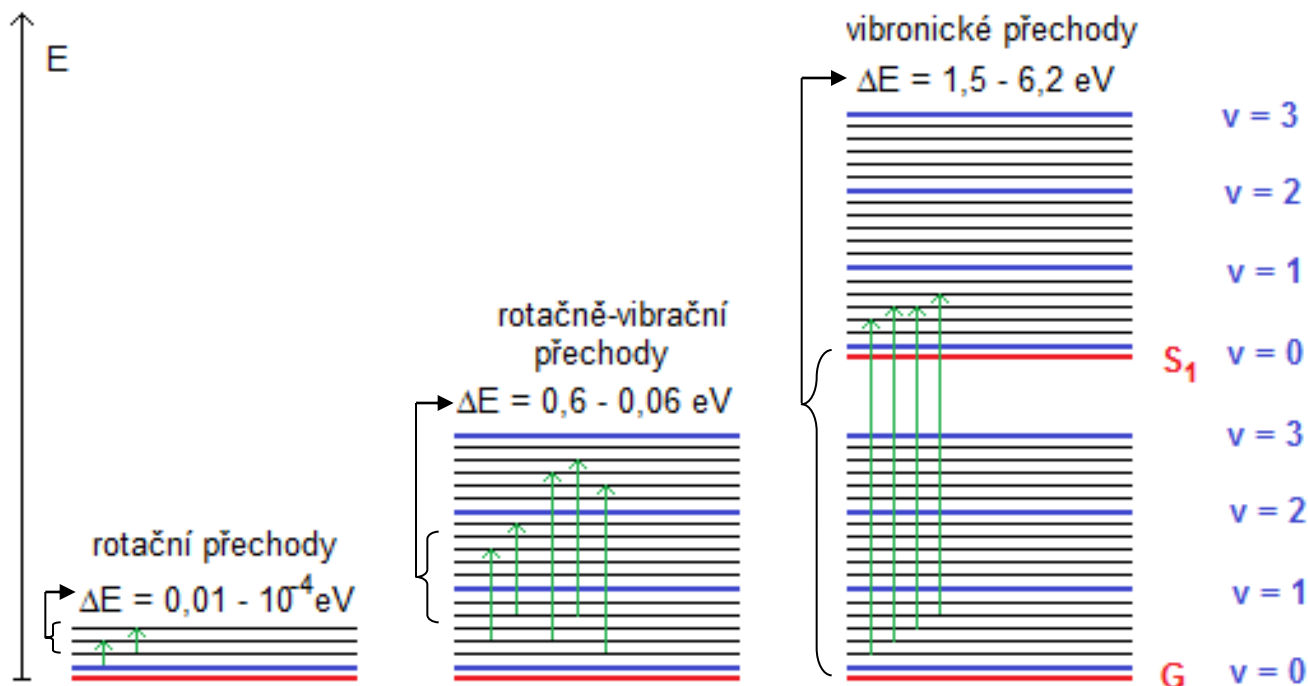 E
vibronické přechody
ΔE = 1,5 - 6,2 eV
v = 3
v = 2
v = 1
rotačně-vibrační
přechody
S₁
v = 0
ΔE = 0,6 - 0,06 eV
v = 3
v = 2
rotační přechody
ΔE = 0,01 - 10⁻⁴eV
v = 1
G
v = 0